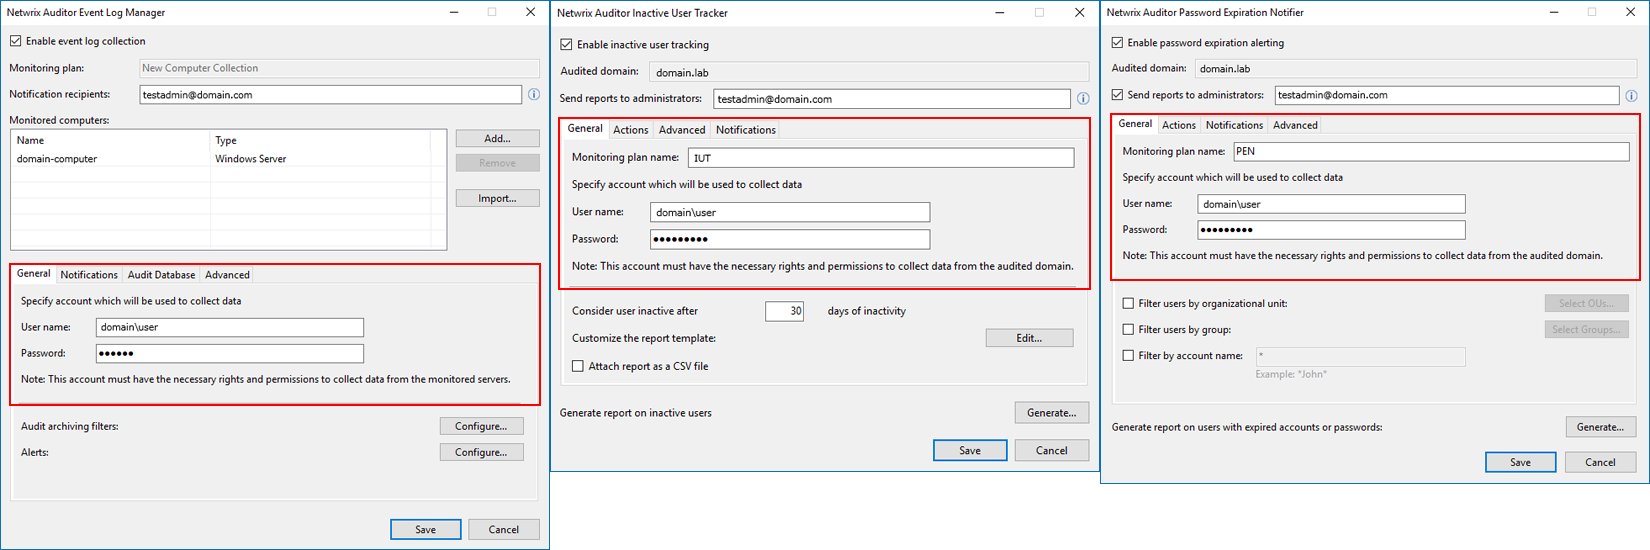 Netwrix Auditor Event Log Manager
Enable event log collection
Monitoring plan: New Computer Collection
Notification recipients: testadmin@domain.com
Monitored computers:
Name Type
domain-computer Windows Server
Add...
Remove
Import...
General Notifications Audit Database Advanced
Specify account which will be used to collect data
User name: domain\user
Password: ●●●●●●
Note: This account must have the necessary rights and permissions to collect data from the monitored servers.
Audit archiving filters: Configure...
Alerts: Configure...
Save Cancel
Netwrix Auditor Inactive User Tracker
Enable inactive user tracking
Audited domain: domain.lab
Send reports to administrators: testadmin@domain.com
General Actions Advanced Notifications
Monitoring plan name: IUT
Specify account which will be used to collect data
User name: domain\user
Password: ●●●●●●●●●
Note: This account must have the necessary rights and permissions to collect data from the audited domain.
Consider user inactive after 30 days of inactivity
Customize the report template: Edit...
Attach report as a CSV file
Generate report on inactive users Generate...
Save Cancel
Netwrix Auditor Password Expiration Notifier
Enable password expiration alerting
Audited domain: domain.lab
Send reports to administrators: testadmin@domain.com
General Actions Notifications Advanced
Monitoring plan name: PEN
Specify account which will be used to collect data
User name: domain\user
Password: ●●●●●●●●●
Note: This account must have the necessary rights and permissions to collect data from the audited domain.
Filter users by organizational unit: Select OUs...
Filter users by group: Select Groups...
Filter by account name: *
Example: *John*
Generate report on users with expired accounts or passwords: Generate...
Save Cancel